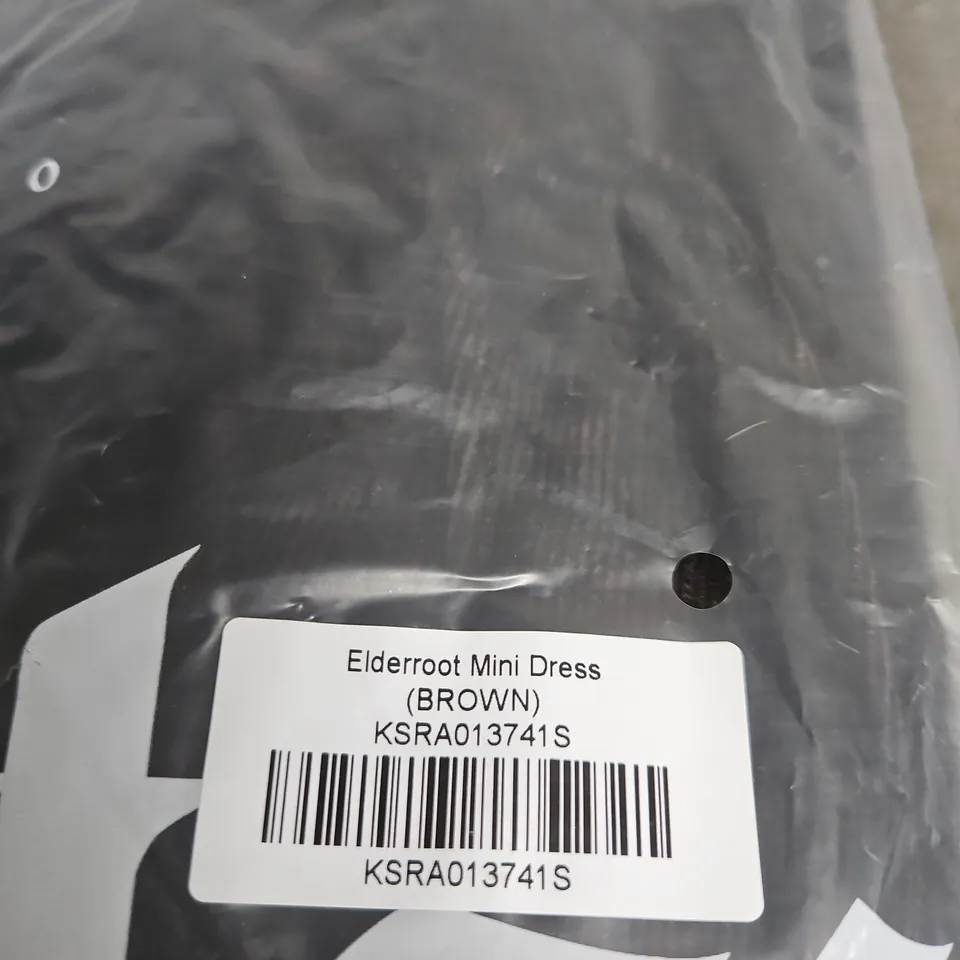 Elderroot Mini Dress
(BROWN)
KSRA013741S
KSRA013741S